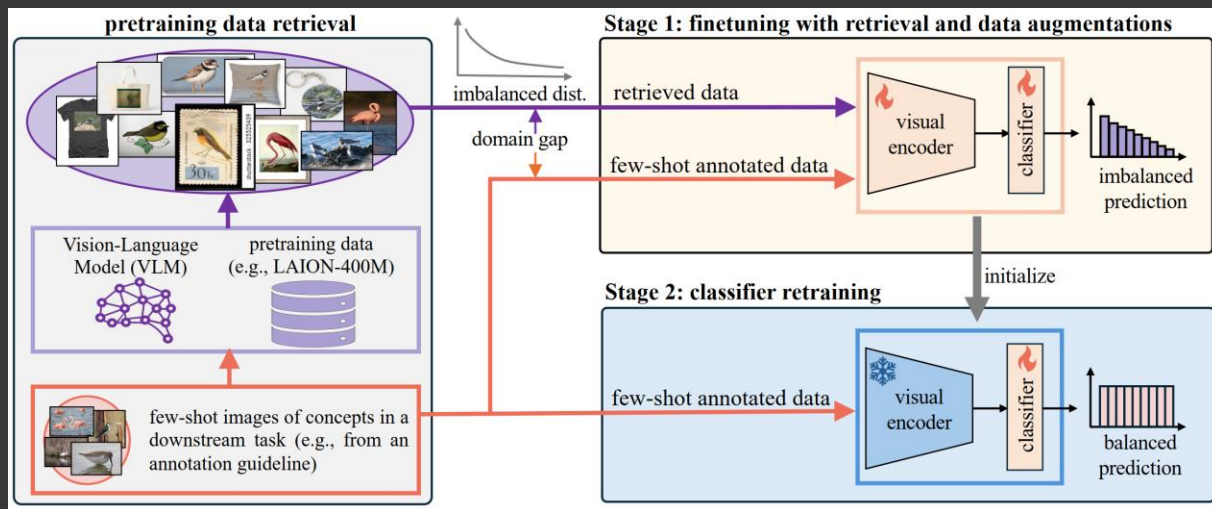 pretraining data retrieval
30 h.
shutterstock 325525409
Vision-Language
Model (VLM)
pretraining data
(e.g., LAION-400M)
few-shot images of concepts in a
downstream task (e.g., from an
annotation guideline)
imbalanced dist.
domain gap
Stage 1: finetuning with retrieval and data augmentations
retrieved data
few-shot annotated data
visual
encoder
classifier
imbalanced
prediction
initialize
Stage 2: classifier retraining
few-shot annotated data
visual
encoder
classifier
balanced
prediction